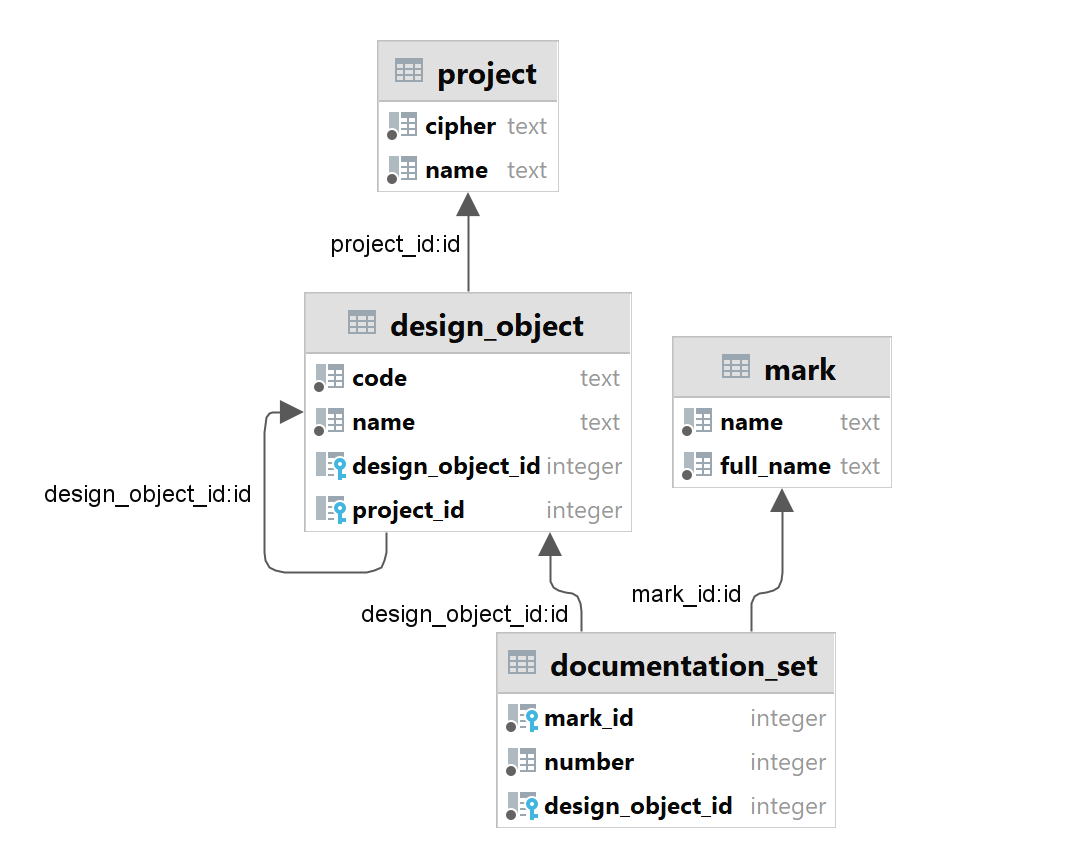 project
cipher text
name text
project_id:id
design_object
code text
name text
design_object_id integer
project_id integer
design_object_id:id
mark
name text
full_name text
design_object_id:id
mark_id:id
documentation_set
mark_id integer
number integer
design_object_id integer